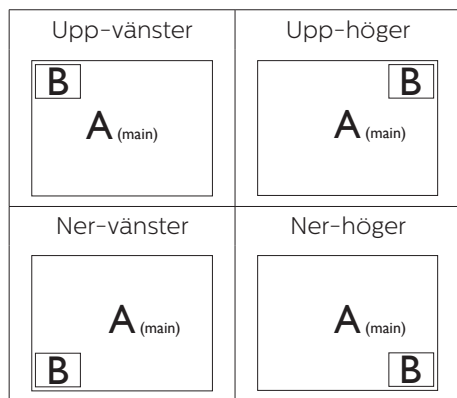 Upp-vänster
B
A (main)
Upp-höger
B
A (main)
Ner-vänster
A (main)
B
Ner-höger
A (main)
B